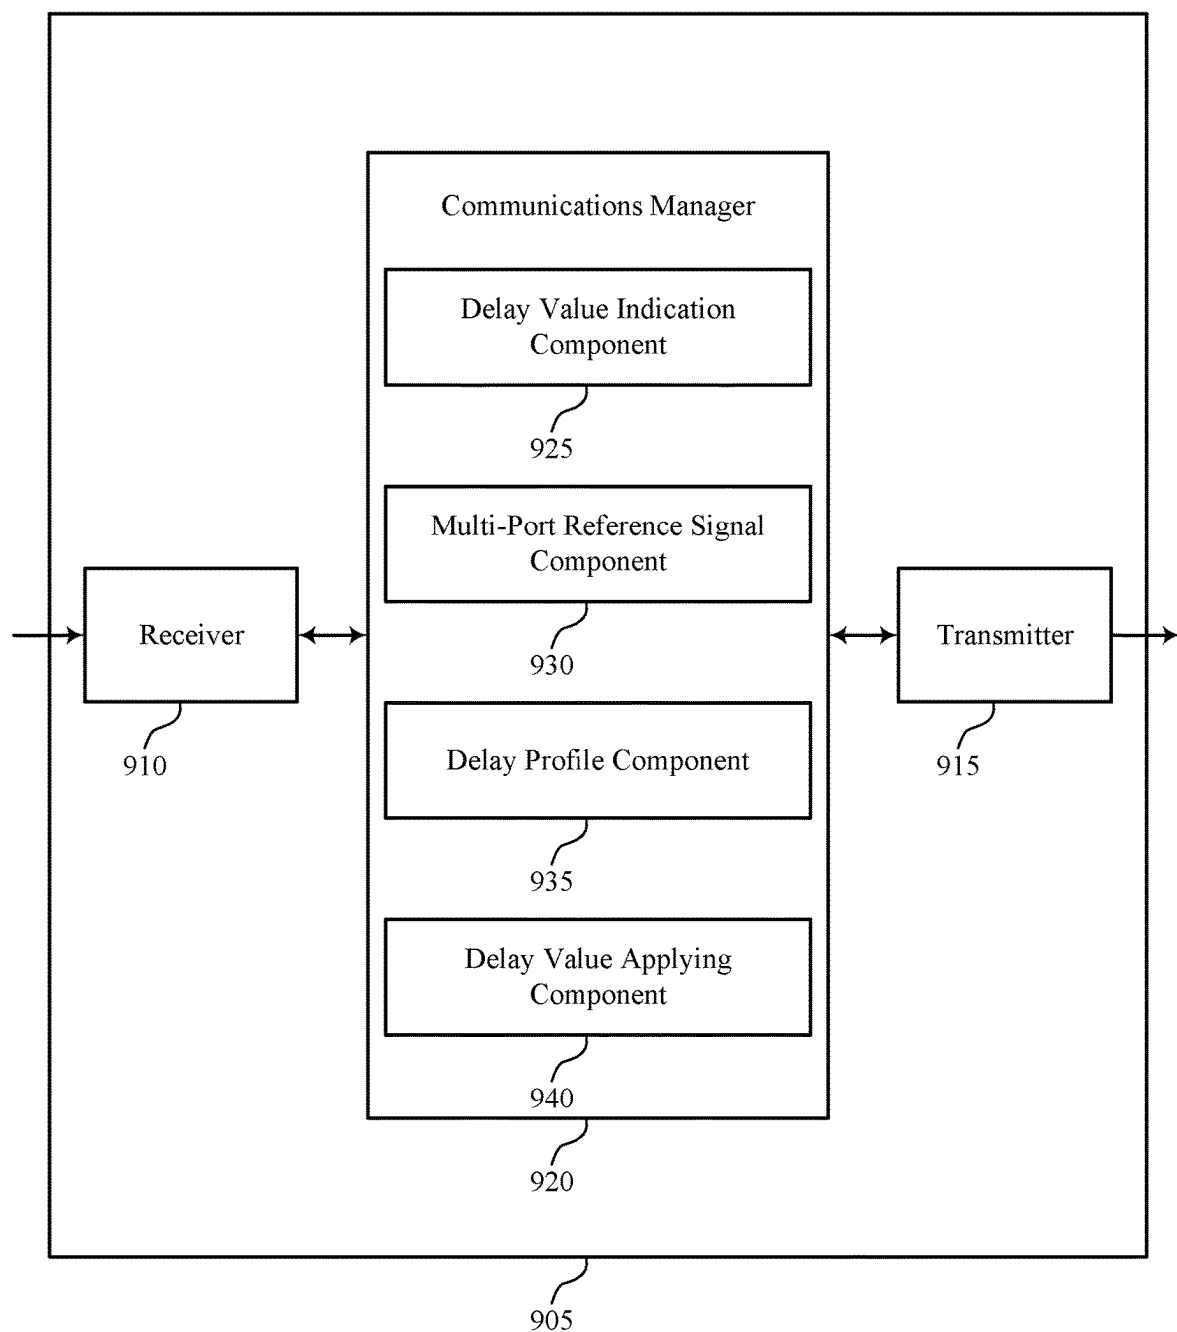 Communications Manager
Delay Value Indication
Component
925
Multi-Port Reference Signal
Component
930
Receiver
910
Transmitter
915
Delay Profile Component
935
Delay Value Applying
Component
940
920
905